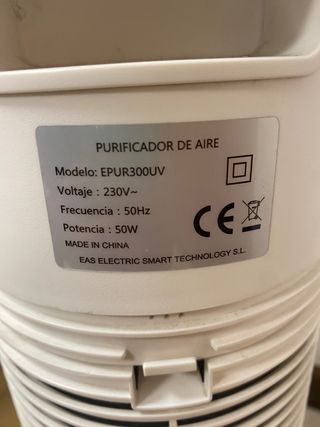 PURIFICADOR DE AIRE
Modelo: EPUR300UV
Voltaje : 230V~
Frecuencia : 50Hz
Potencia : 50W
MADE IN CHINA
CE
EAS ELECTRIC SMART TECHNOLOGY S.L.